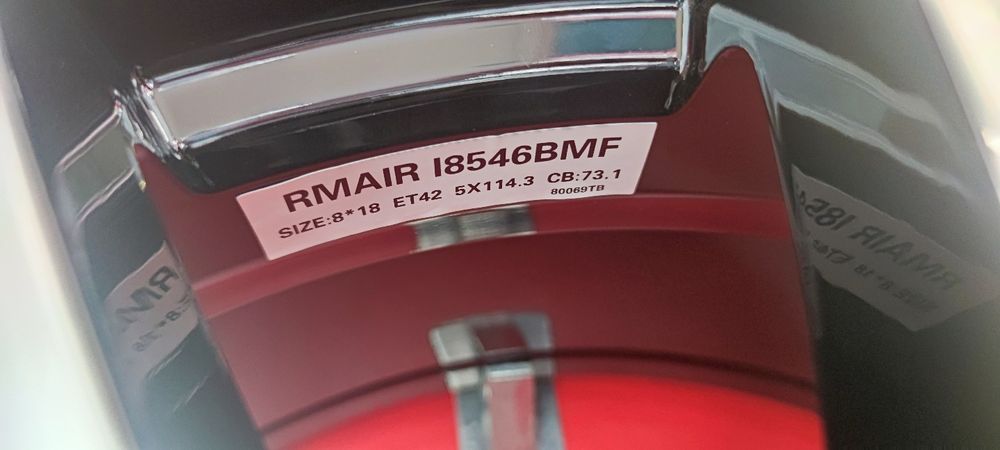 RMAIR I8546BMF
SIZE:8*18 ET42 5X114.3 CB:73.1
80069TB